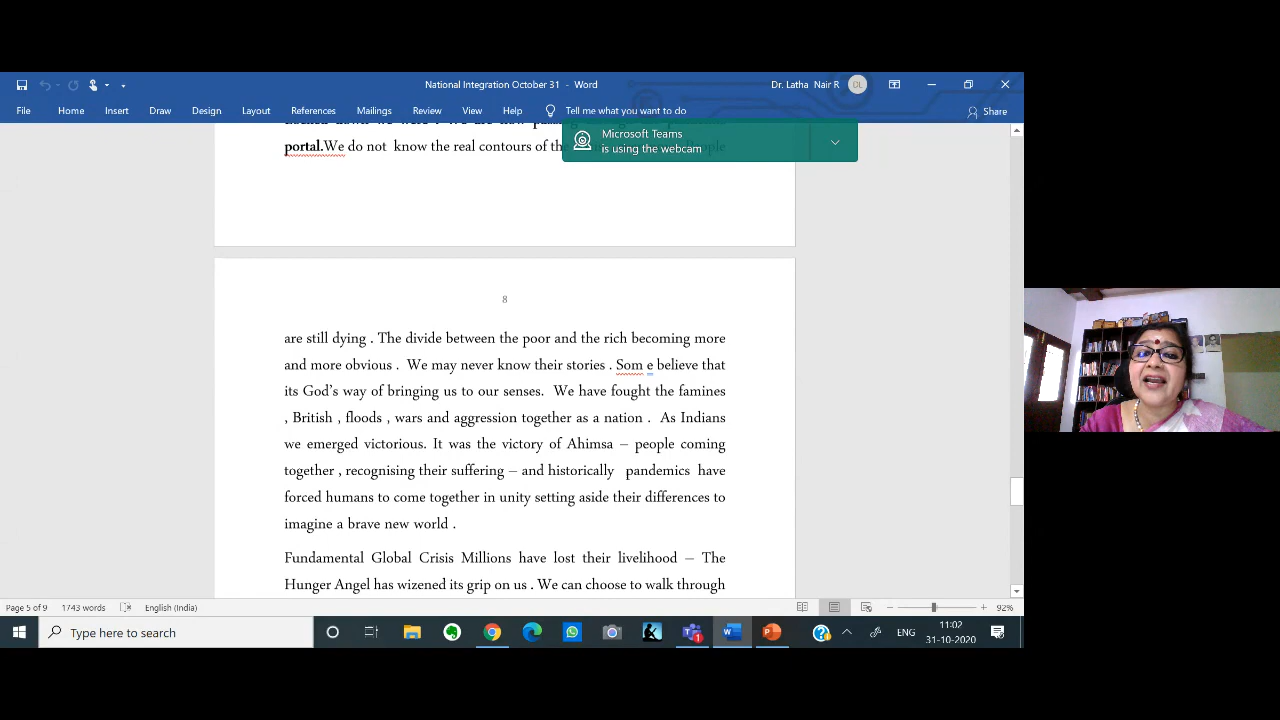 National Integration October 31 - Word
Dr. Latha Nair R
DL
File Home Insert Draw Design Layout References Mailings Review View Help Tell me what you want to do
Share
Microsoft Teams
is using the webcam
portal.We do not know the real contours of the
8
are still dying . The divide between the poor and the rich becoming more
and more obvious . We may never know their stories . Som e believe that
its God's way of bringing us to our senses. We have fought the famines
, British , floods , wars and aggression together as a nation . As Indians
we emerged victorious. It was the victory of Ahimsa – people coming
together , recognising their suffering – and historically pandemics have
forced humans to come together in unity setting aside their differences to
imagine a brave new world .
Fundamental Global Crisis Millions have lost their livelihood – The
Hunger Angel has wizened its grip on us . We can choose to walk through
Page 5 of 9 1743 words English (India) 92%
Type here to search
ENG
11:02
31-10-2020